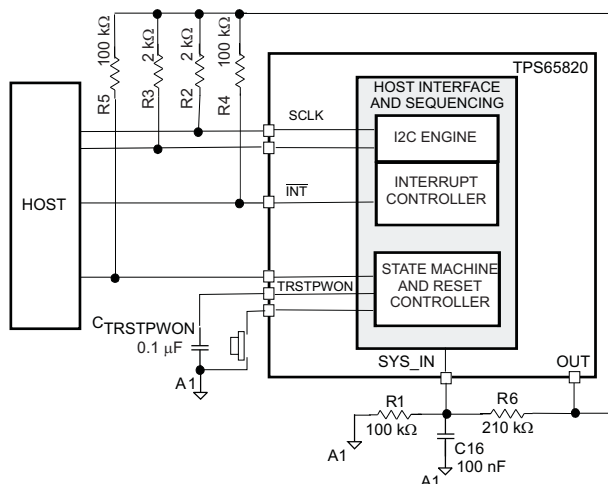 100 kΩ
2 kΩ
2 kΩ
100 kΩ
R5
R3
R2
R4
TPS65820
HOST INTERFACE
AND SEQUENCING
SCLK
I2C ENGINE
HOST
INT
INTERRUPT
CONTROLLER
TRSTPWON
STATE MACHINE
AND RESET
CONTROLLER
CTRSTPWON
0.1 μF
A1
SYS_IN
OUT
R1
100 kΩ
R6
210 kΩ
A1
C16
100 nF
A1